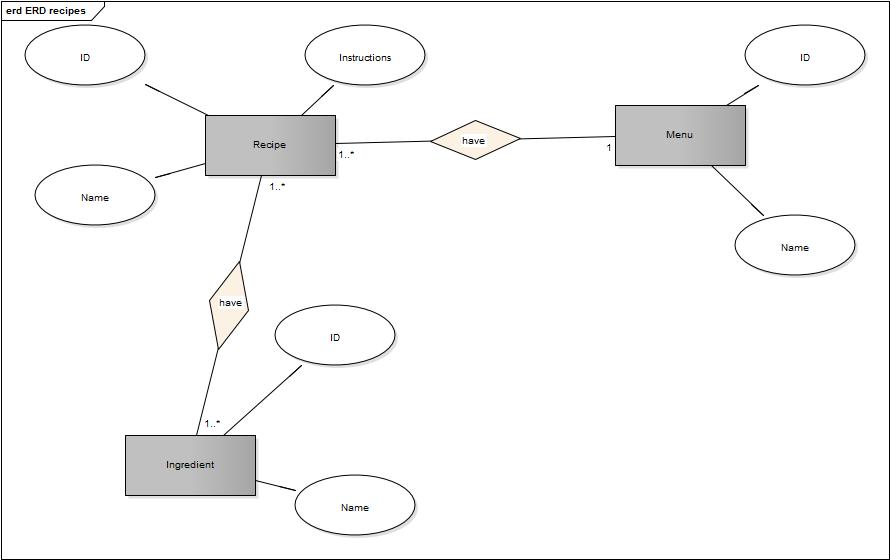 erd ERD recipes
ID
Instructions
ID
Recipe
have
Menu
1..*
1
Name
1..*
Name
have
ID
1..*
Ingredient
Name